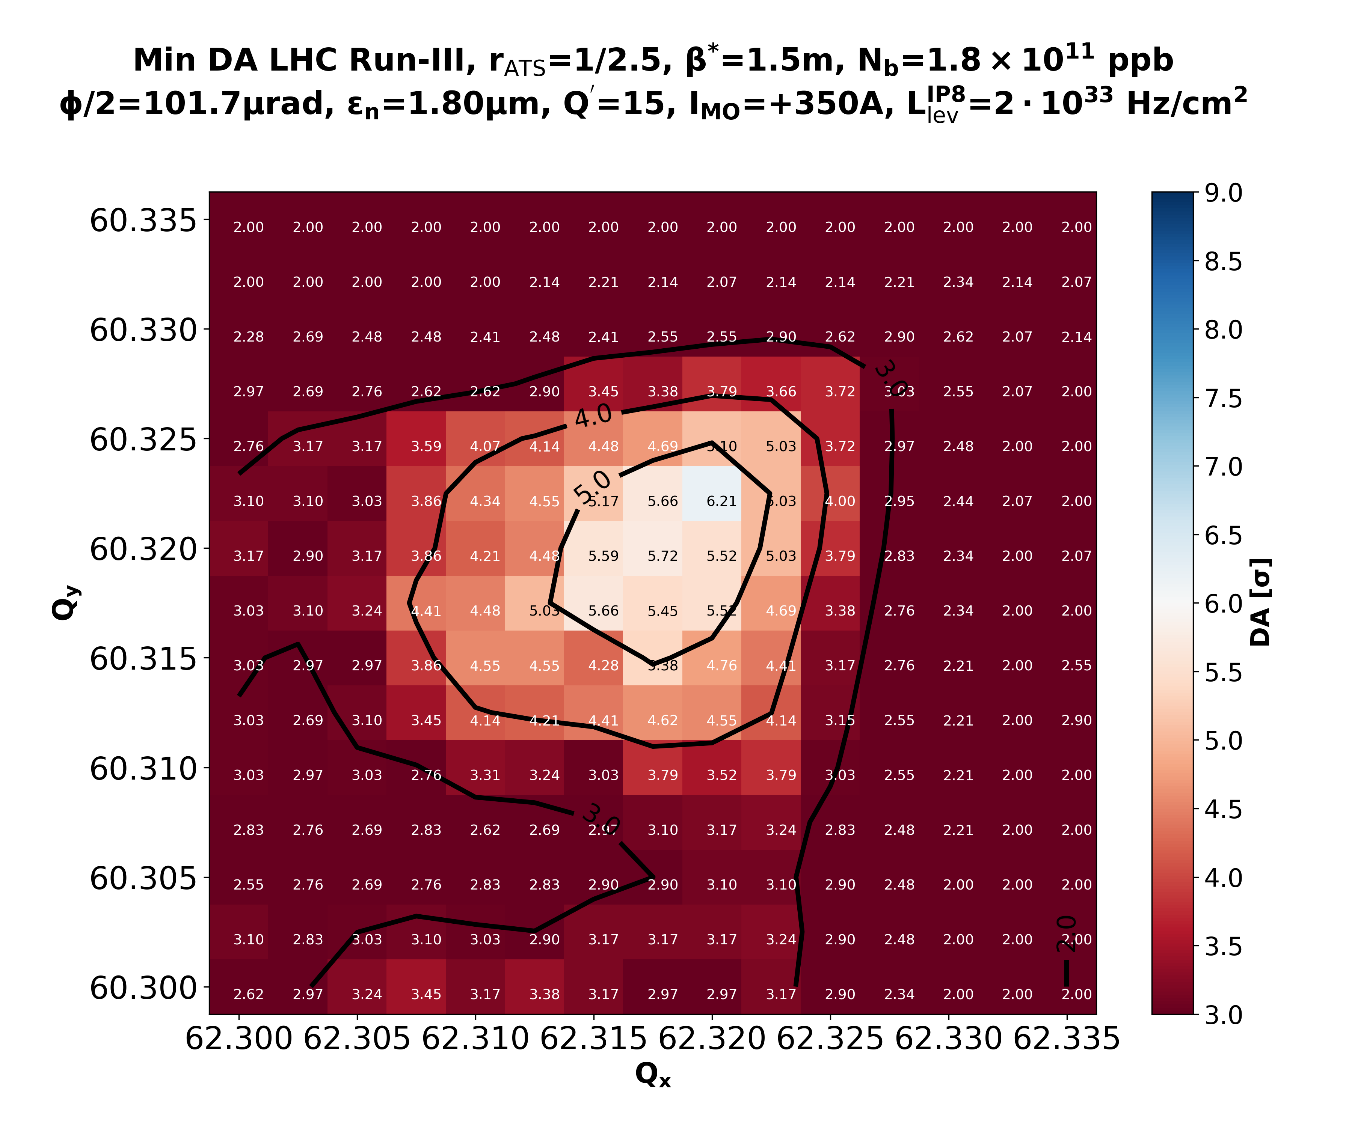 Min DA LHC Run-III, r_ATS=1/2.5, β*=1.5m, N_b=1.8 × 10¹¹ ppb
ϕ/2=101.7μrad, ε_n=1.80μm, Q′=15, I_MO=+350A, L_lev^IP8=2 · 10³³ Hz/cm²
60.335
2.00 2.00 2.00 2.00 2.00 2.00 2.00 2.00 2.00 2.00 2.00 2.00 2.00 2.00 2.00
2.00 2.00 2.00 2.00 2.00 2.14 2.21 2.14 2.07 2.14 2.14 2.21 2.34 2.14 2.07
60.330
2.28 2.69 2.48 2.48 2.41 2.48 2.41 2.55 2.55 2.90 2.62 2.90 2.62 2.07 2.14
2.97 2.69 2.76 2.62 2.62 2.90 3.45 3.38 3.79 3.66 3.72 2.55 2.07 2.00
3.0
4.0
60.325
2.76 3.17 3.17 3.59 4.07 4.14 4.48 4.69 5.10 5.03 3.72 2.97 2.48 2.00 2.00
5.0
3.10 3.10 3.03 3.86 4.34 4.55 5.17 5.66 6.21 5.03 4.00 2.95 2.44 2.07 2.00
60.320
3.17 2.90 3.17 3.86 4.21 4.48 5.59 5.72 5.52 5.03 3.79 2.83 2.34 2.00 2.07
3.03 3.10 3.24 4.41 4.48 5.03 5.66 5.45 5.52 4.69 3.38 2.76 2.34 2.00 2.00
60.315
3.03 2.97 2.97 3.86 4.55 4.55 4.28 5.38 4.76 4.41 3.17 2.76 2.21 2.00 2.55
3.03 2.69 3.10 3.45 4.14 4.21 4.41 4.62 4.55 4.14 3.15 2.55 2.21 2.00 2.90
60.310
3.03 2.97 3.03 2.76 3.31 3.24 3.03 3.79 3.52 3.79 3.03 2.55 2.21 2.00 2.00
2.83 2.76 2.69 2.83 2.62 2.69 2.97 3.10 3.17 3.24 2.83 2.48 2.21 2.00 2.00
3.0
60.305
2.55 2.76 2.69 2.76 2.83 2.83 2.90 2.90 3.10 3.10 2.90 2.48 2.00 2.00 2.00
3.10 2.83 3.03 3.10 3.03 2.90 3.17 3.17 3.17 3.24 2.90 2.48 2.00 2.00 2.00
2.0
60.300
2.62 2.97 3.24 3.45 3.17 3.38 3.17 2.97 2.97 3.17 2.90 2.34 2.00 2.00 2.00
62.300 62.305 62.310 62.315 62.320 62.325 62.330 62.335
Q_x
Q_y
9.0
8.5
8.0
7.5
7.0
6.5
6.0
5.5
5.0
4.5
4.0
3.5
3.0
DA [σ]